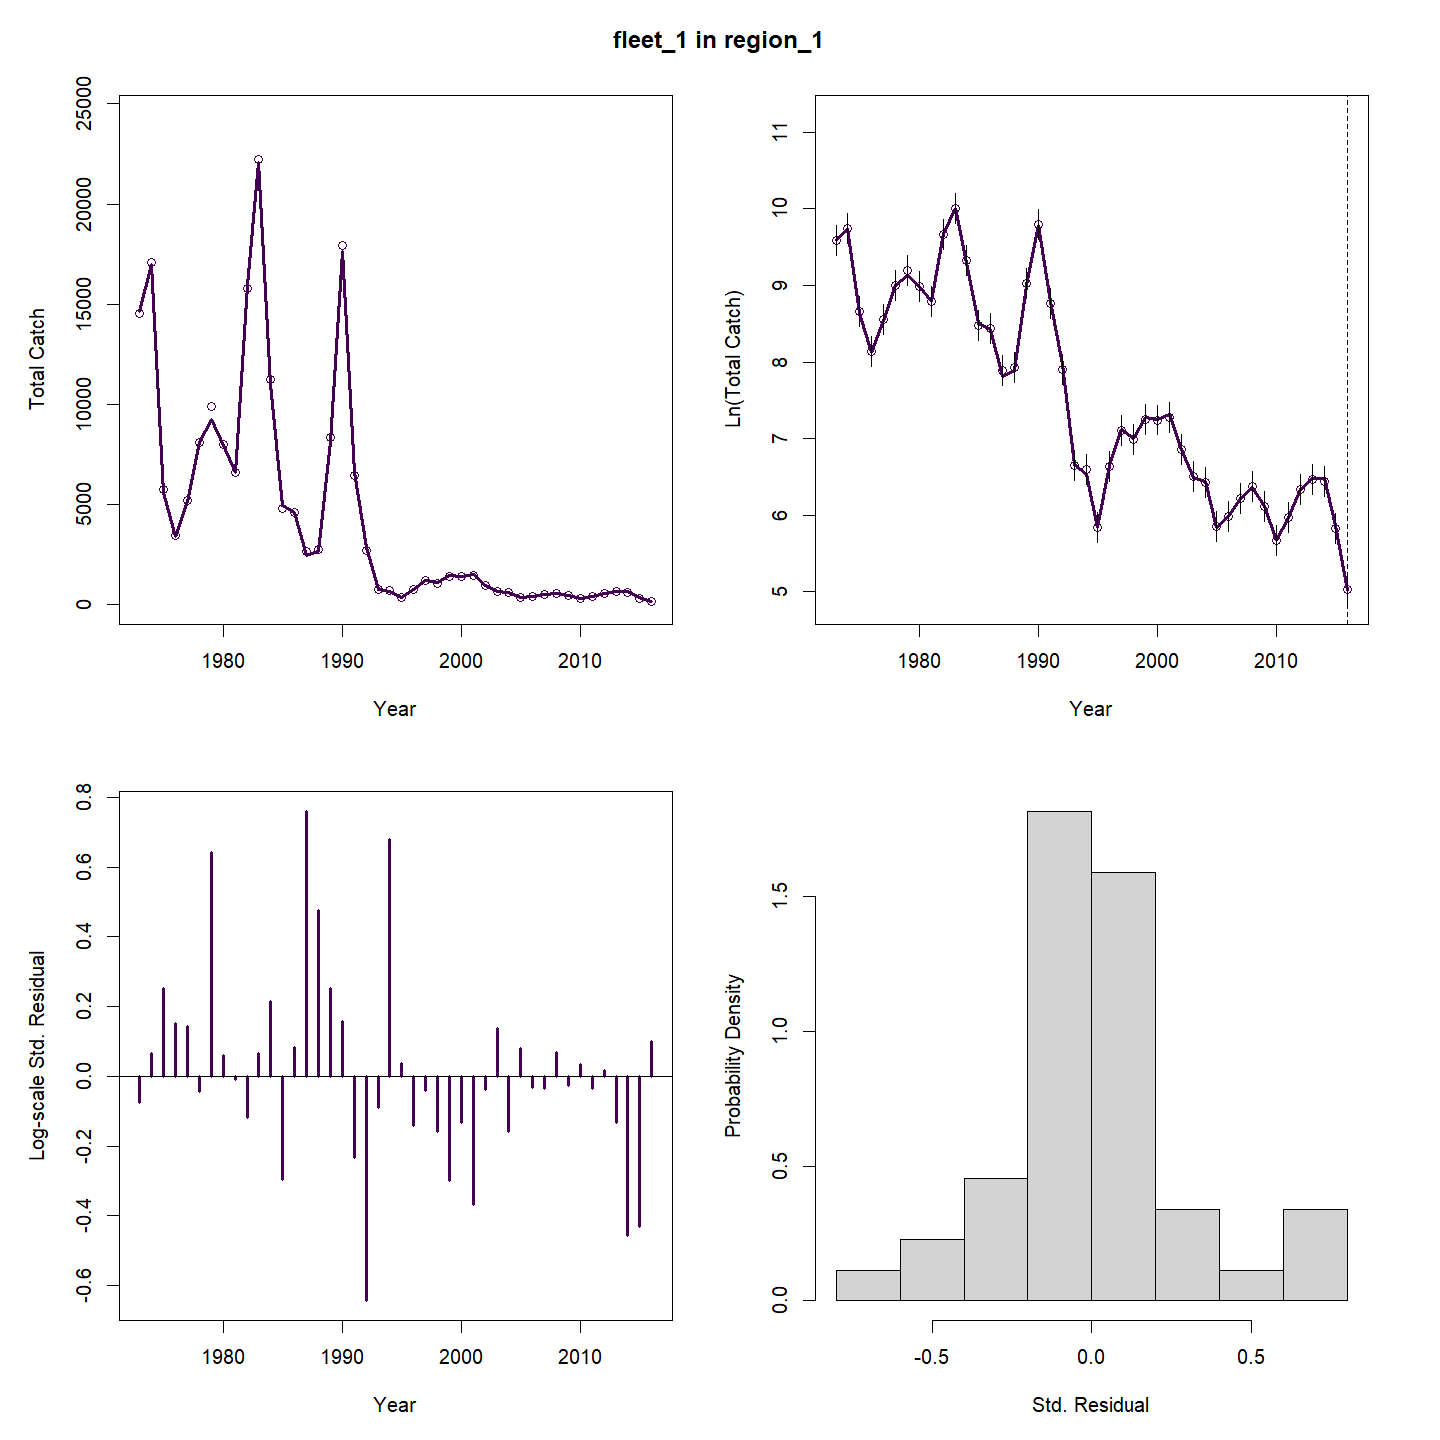 fleet_1 in region_1
25000
20000
15000
10000
5000
0
Total Catch
1980 1990 2000 2010
Year
11
10
9
8
7
6
5
Ln(Total Catch)
1980 1990 2000 2010
Year
0.8
0.6
0.4
0.2
0.0
-0.2
-0.4
-0.6
Log-scale Std. Residual
1980 1990 2000 2010
Year
1.5
1.0
0.5
0.0
Probability Density
-0.5 0.0 0.5
Std. Residual